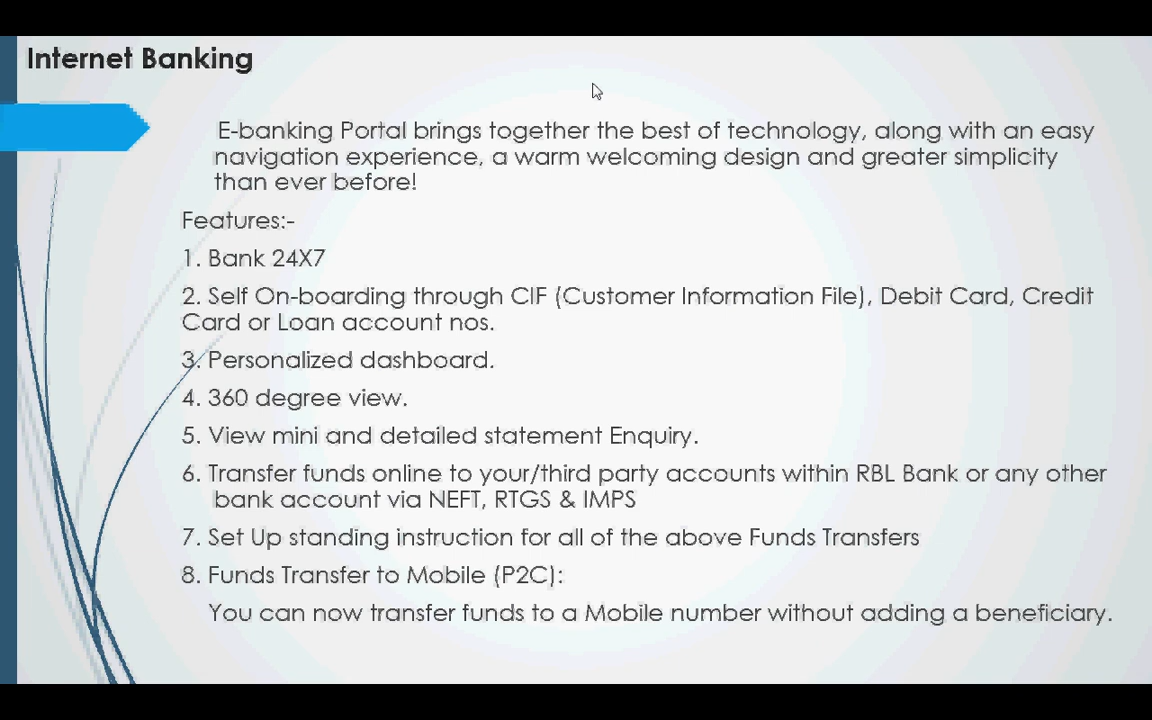 Internet Banking
E-banking Portal brings together the best of technology, along with an easy
navigation experience, a warm welcoming design and greater simplicity
than ever before!
Features:-
1. Bank 24X7
2. Self On-boarding through CIF (Customer Information File), Debit Card, Credit
Card or Loan account nos.
3. Personalized dashboard.
4. 360 degree view.
5. View mini and detailed statement Enquiry.
6. Transfer funds online to your/third party accounts within RBL Bank or any other
bank account via NEFT, RTGS & IMPS
7. Set Up standing instruction for all of the above Funds Transfers
8. Funds Transfer to Mobile (P2C):
You can now transfer funds to a Mobile number without adding a beneficiary.